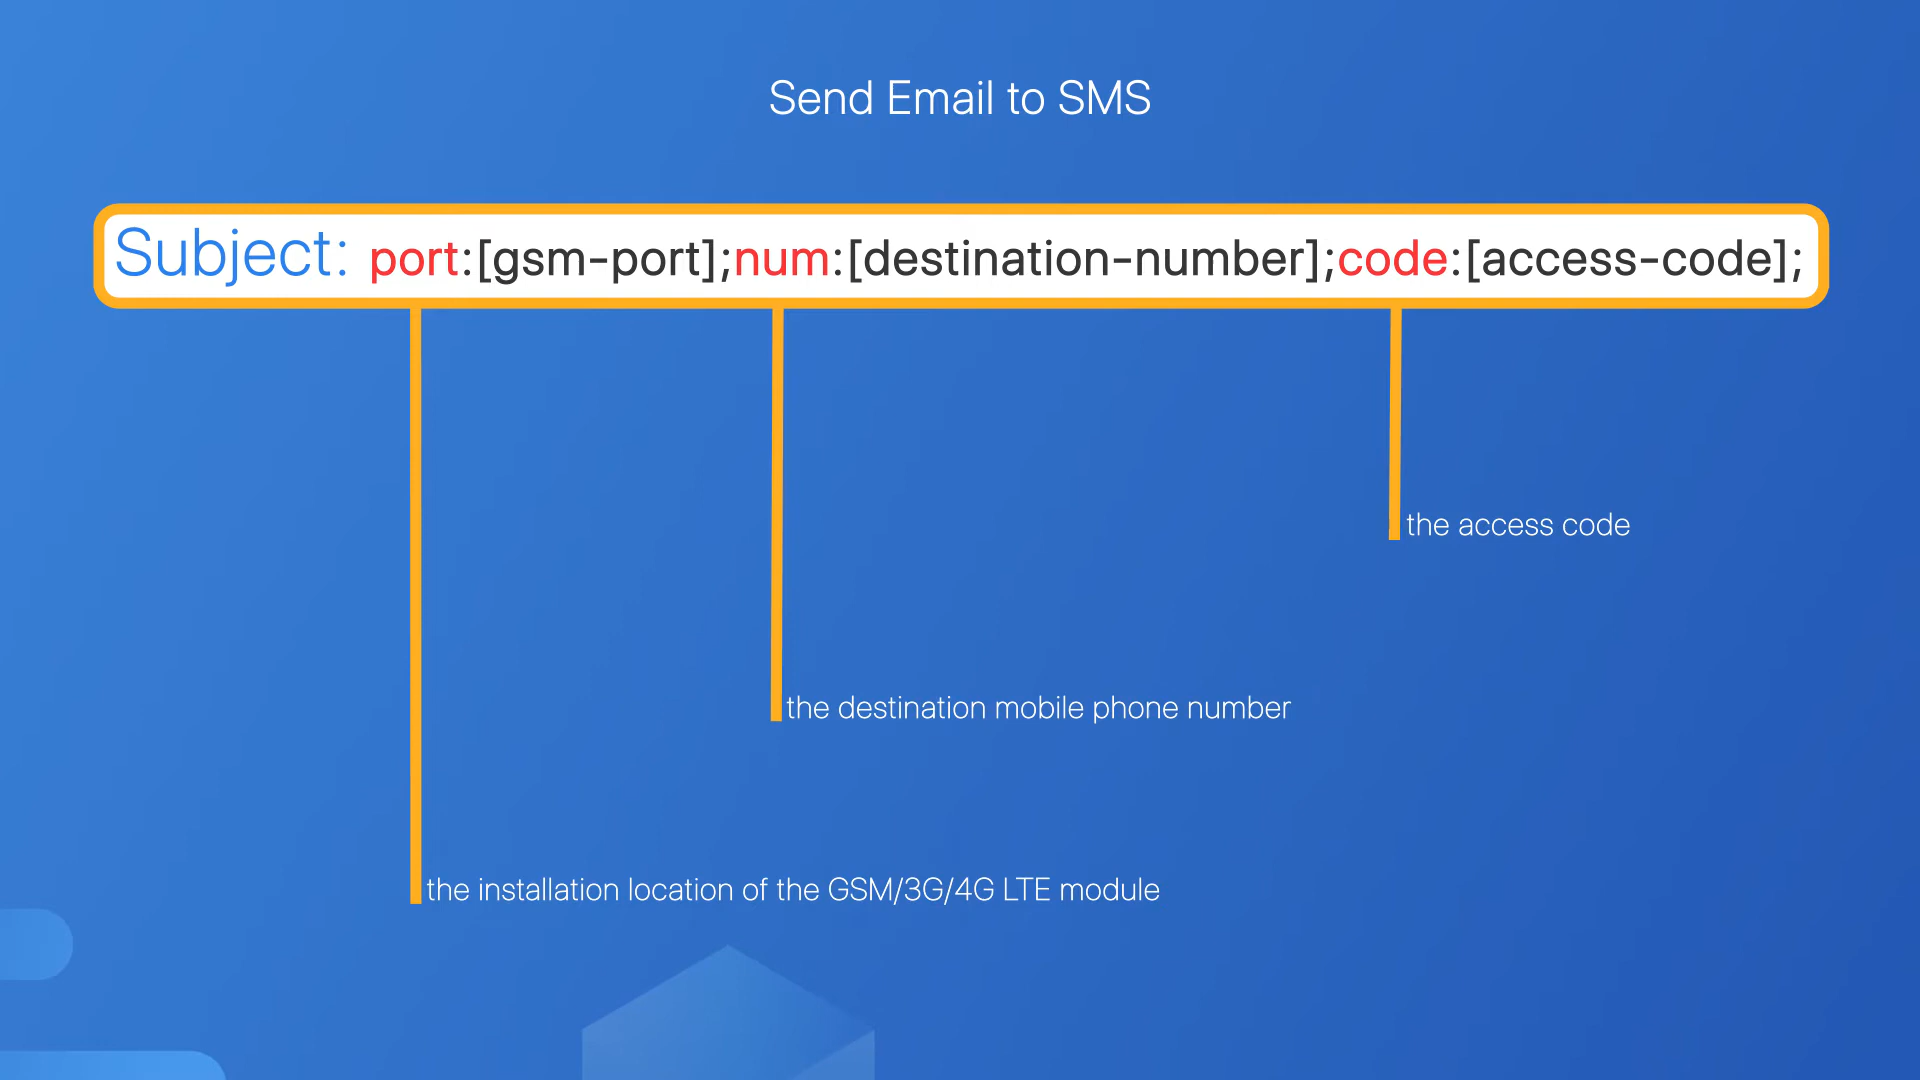 Send Email to SMS
Subject: port:[gsm-port];num:[destination-number];code:[access-code];
the access code
the destination mobile phone number
the installation location of the GSM/3G/4G LTE module